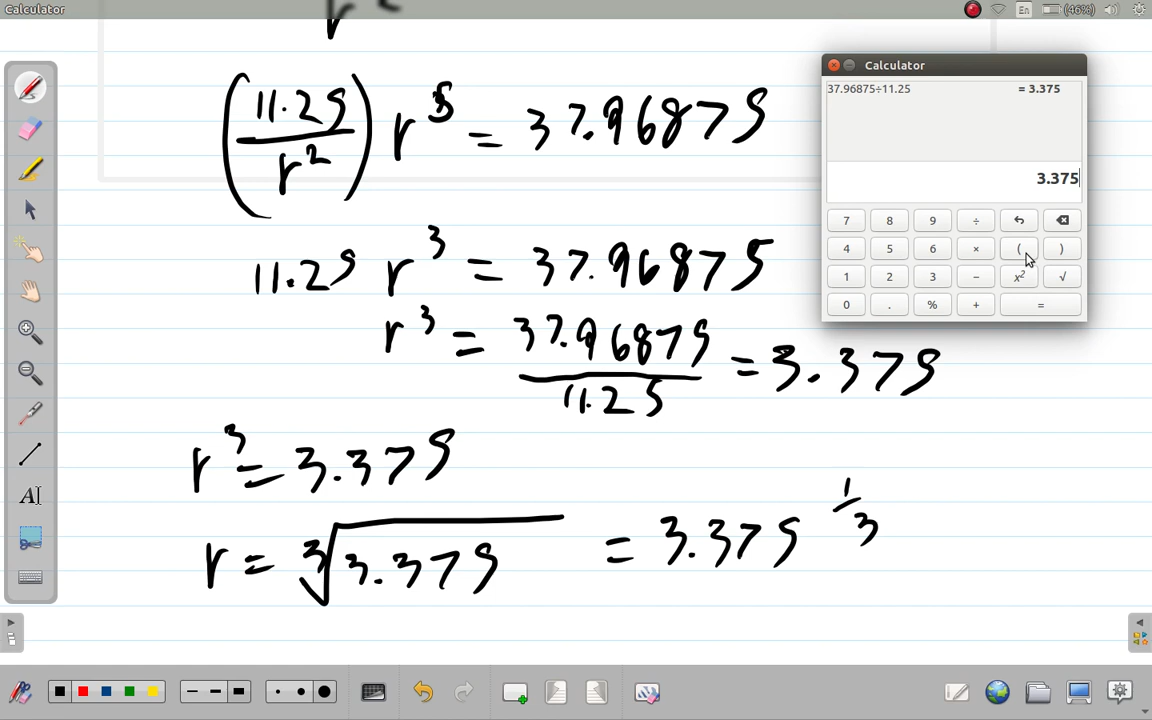 Calculator
En (46%)
r²
(11.25/r²) r⁵ = 37.96875
11.25 r³ = 37.96875
r³ = 37.96875/11.25 = 3.375
r³ = 3.375
r = ∛3.375 = 3.375^(1/3)
Calculator
37.96875÷11.25 = 3.375
3.375
7 8 9 ÷
4 5 6 × ( )
1 2 3 − x² √
0 . % + =
A